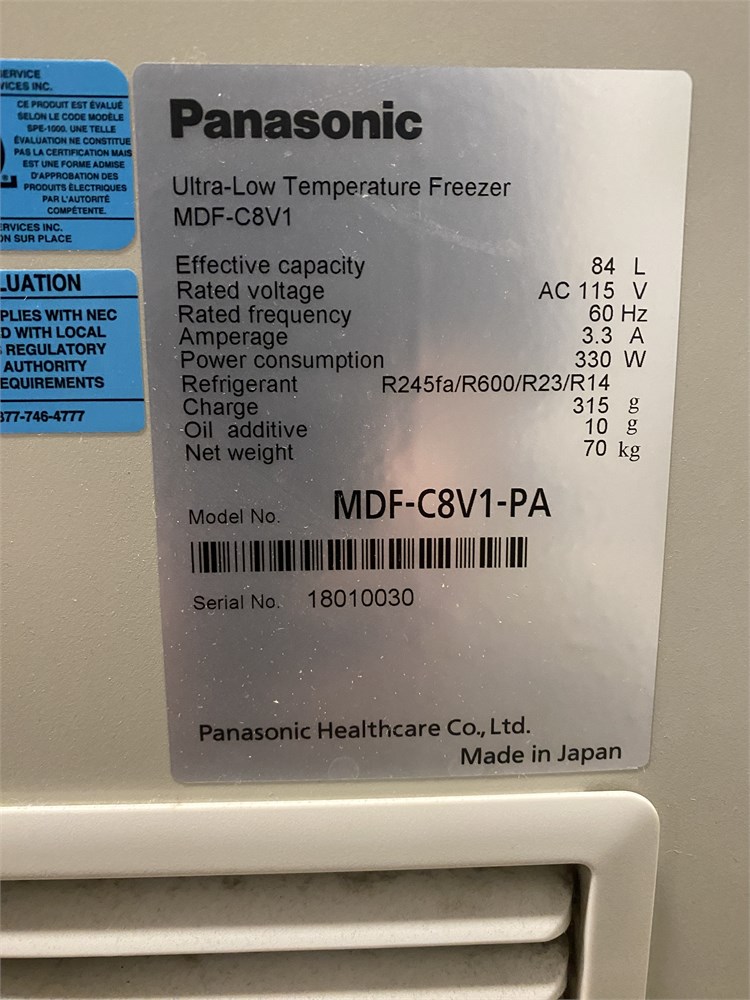 SERVICE
VICES INC.
CE PRODUIT EST ÉVALUÉ
SELON LE CODE MODÈLE
SPE-1000. UNE TELLE
ÉVALUATION NE CONSTITUE
PAS LA CERTIFICATION MAIS
EST UNE FORME ADMISE
D'APPROBATION DES
PRODUITS ÉLECTRIQUES
PAR L'AUTORITÉ
COMPÉTENTE.
RVICES INC.
ON SUR PLACE
LUATION
PLIES WITH NEC
D WITH LOCAL
REGULATORY
AUTHORITY
EQUIREMENTS
877-746-4777
Panasonic
Ultra-Low Temperature Freezer
MDF-C8V1
Effective capacity 84 L
Rated voltage AC 115 V
Rated frequency 60 Hz
Amperage 3.3 A
Power consumption 330 W
Refrigerant R245fa/R600/R23/R14
Charge 315 g
Oil additive 10 g
Net weight 70 kg
Model No. MDF-C8V1-PA
Serial No. 18010030
Panasonic Healthcare Co., Ltd.
Made in Japan